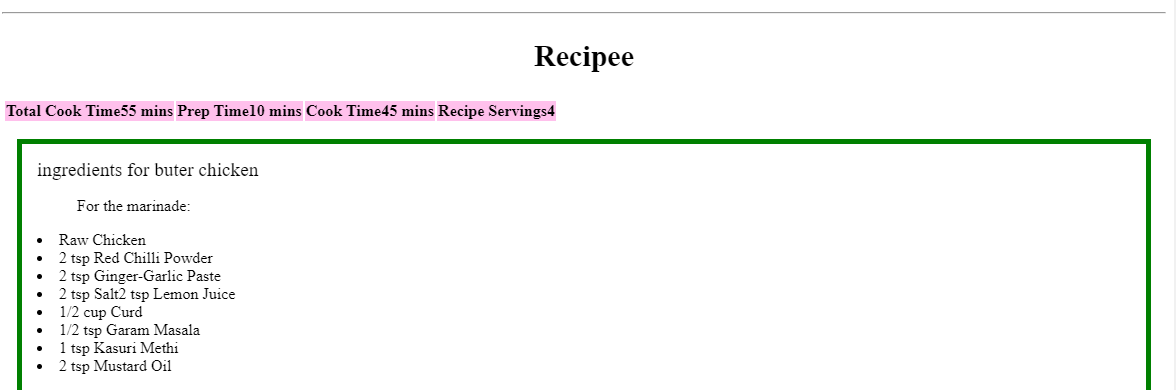 Recipee
Total Cook Time55 mins Prep Time10 mins Cook Time45 mins Recipe Servings4
ingredients for buter chicken
For the marinade:
• Raw Chicken
• 2 tsp Red Chilli Powder
• 2 tsp Ginger-Garlic Paste
• 2 tsp Salt2 tsp Lemon Juice
• 1/2 cup Curd
• 1/2 tsp Garam Masala
• 1 tsp Kasuri Methi
• 2 tsp Mustard Oil